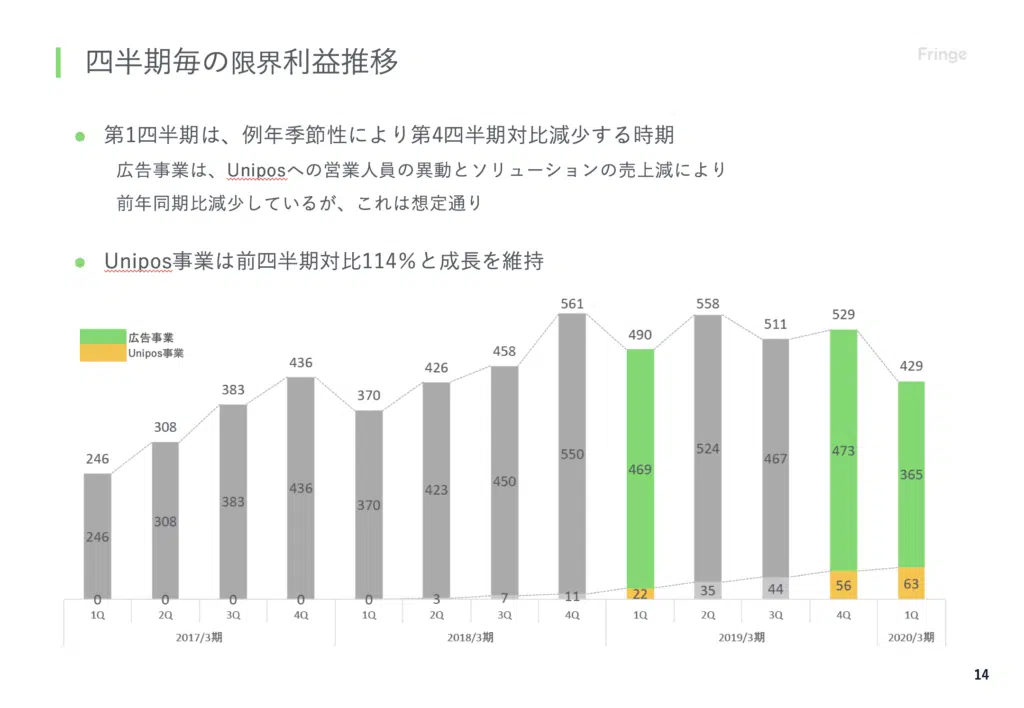 四半期毎の限界利益推移
Fringe
第1四半期は、例年季節性により第4四半期対比減少する時期
広告事業は、Uniposへの営業人員の異動とソリューションの売上減により
前年同期比減少しているが、これは想定通り
Unipos事業は前四半期対比114%と成長を維持
広告事業
Unipos事業
246 308 383 436 370 426 458 561 490 558 511 529 429
246 308 383 436 370 423 450 550 469 524 467 473 365
0 0 0 0 0 3 7 11 22 35 44 56 63
1Q 2Q 3Q 4Q 1Q 2Q 3Q 4Q 1Q 2Q 3Q 4Q 1Q
2017/3期 2018/3期 2019/3期 2020/3期
14